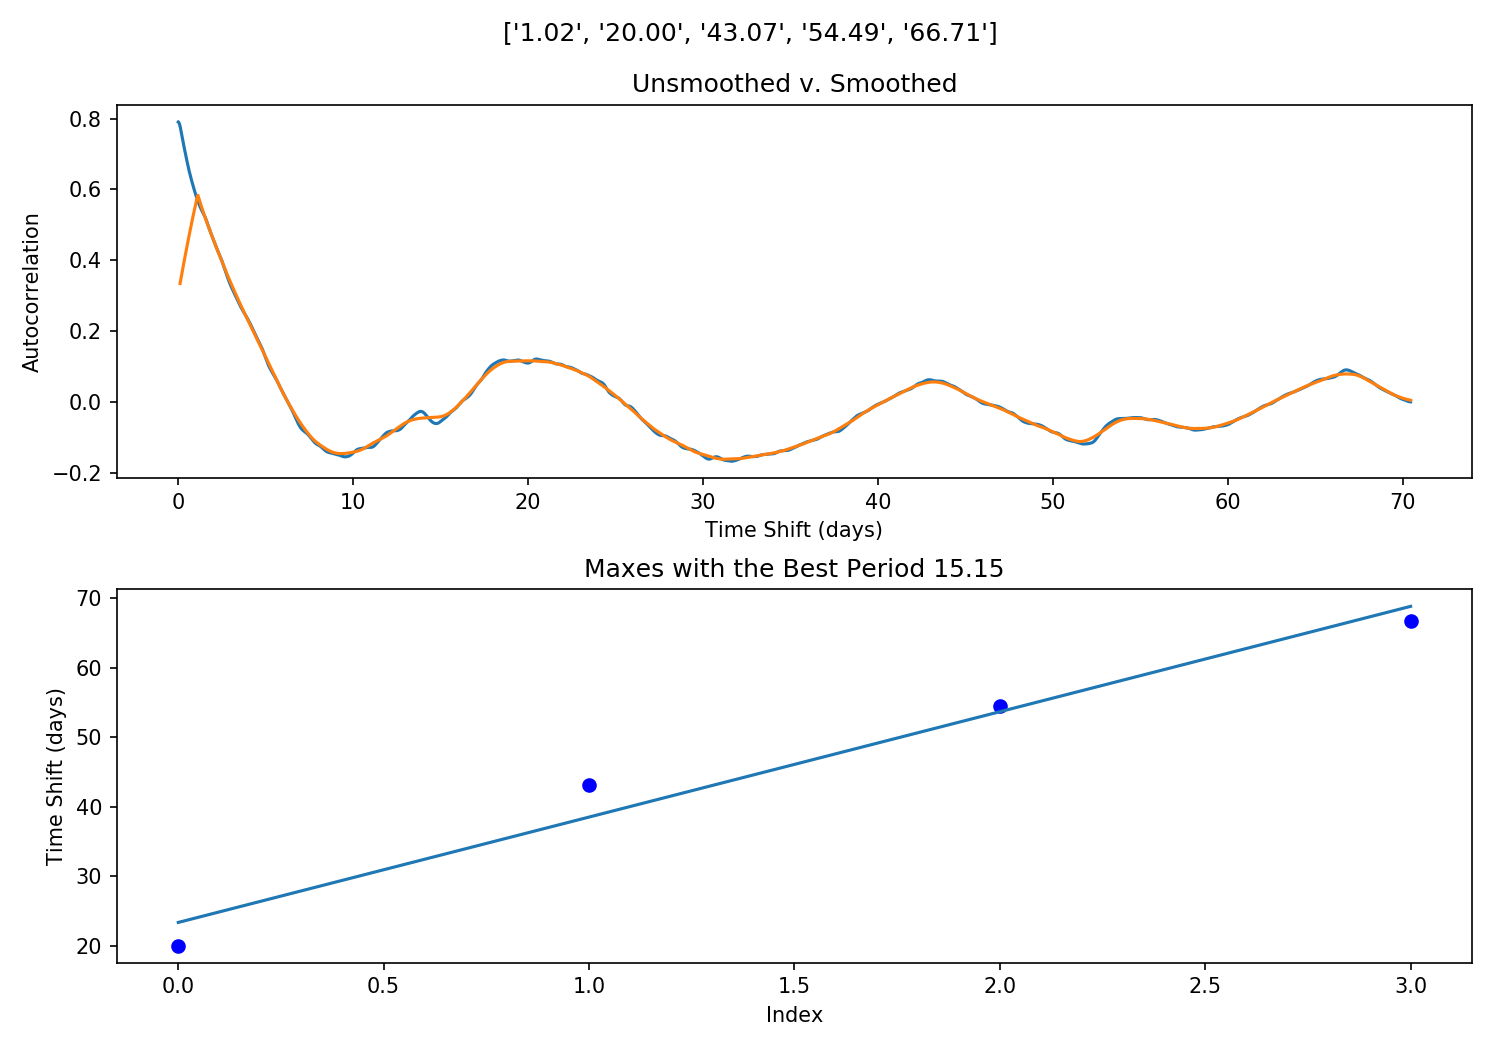 ['1.02', '20.00', '43.07', '54.49', '66.71']
Unsmoothed v. Smoothed
0.8
0.6
0.4
0.2
0.0
−0.2
Autocorrelation
0 10 20 30 40 50 60 70
Time Shift (days)
Maxes with the Best Period 15.15
70
60
50
40
30
20
Time Shift (days)
0.0 0.5 1.0 1.5 2.0 2.5 3.0
Index